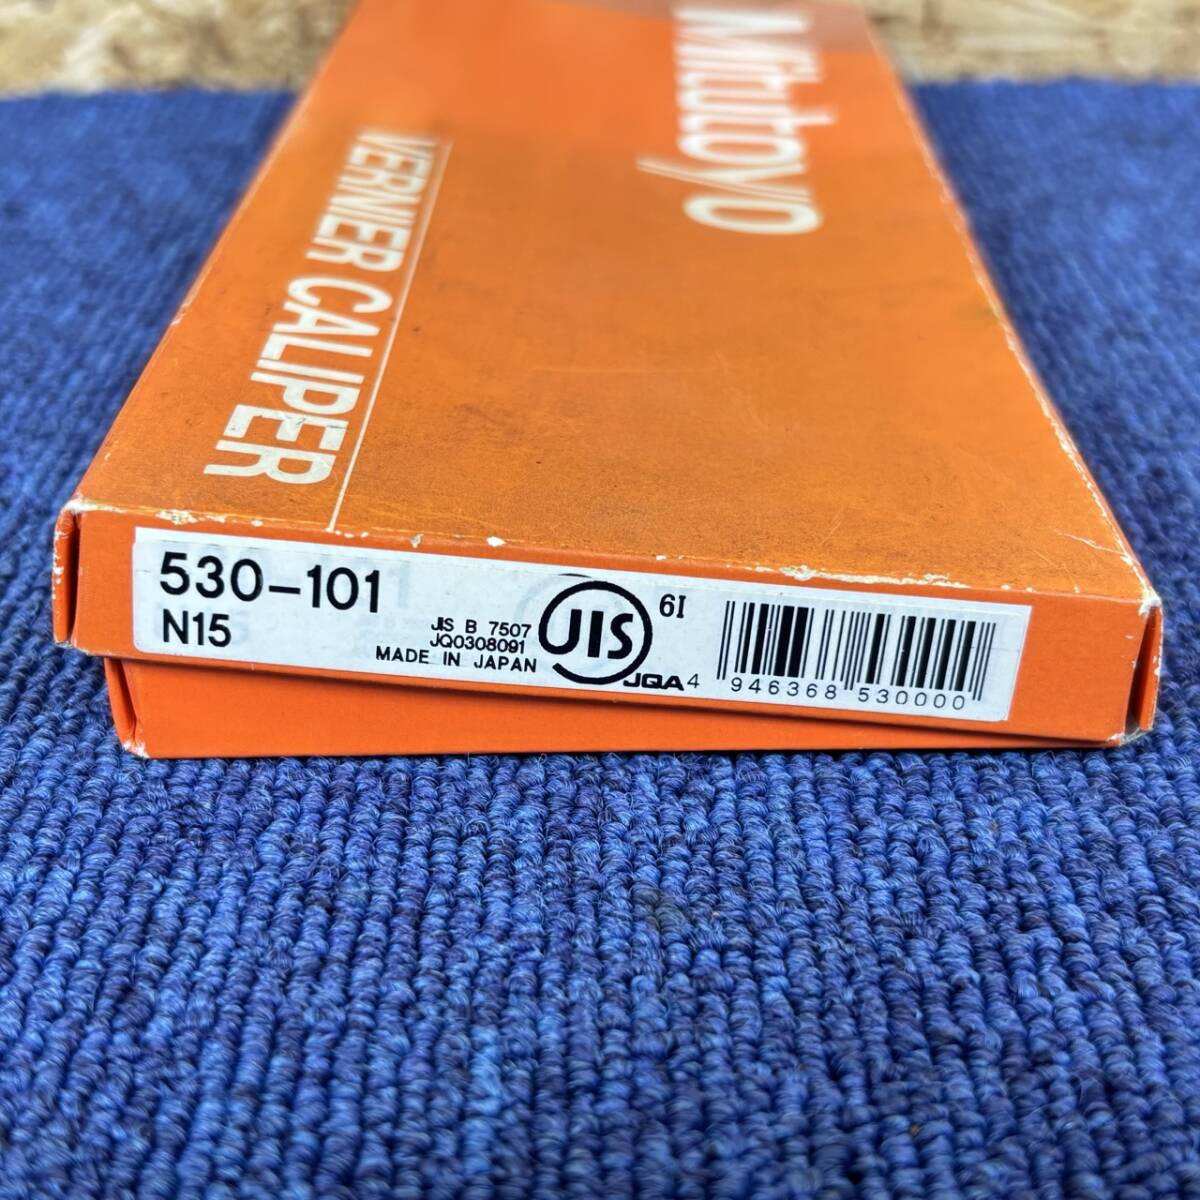 Mitutoyo
VERNIER CALIPER
530-101
N15
JIS B 7507
JQ0308091
MADE IN JAPAN
JIS
JQA
6I
4 946368 530000